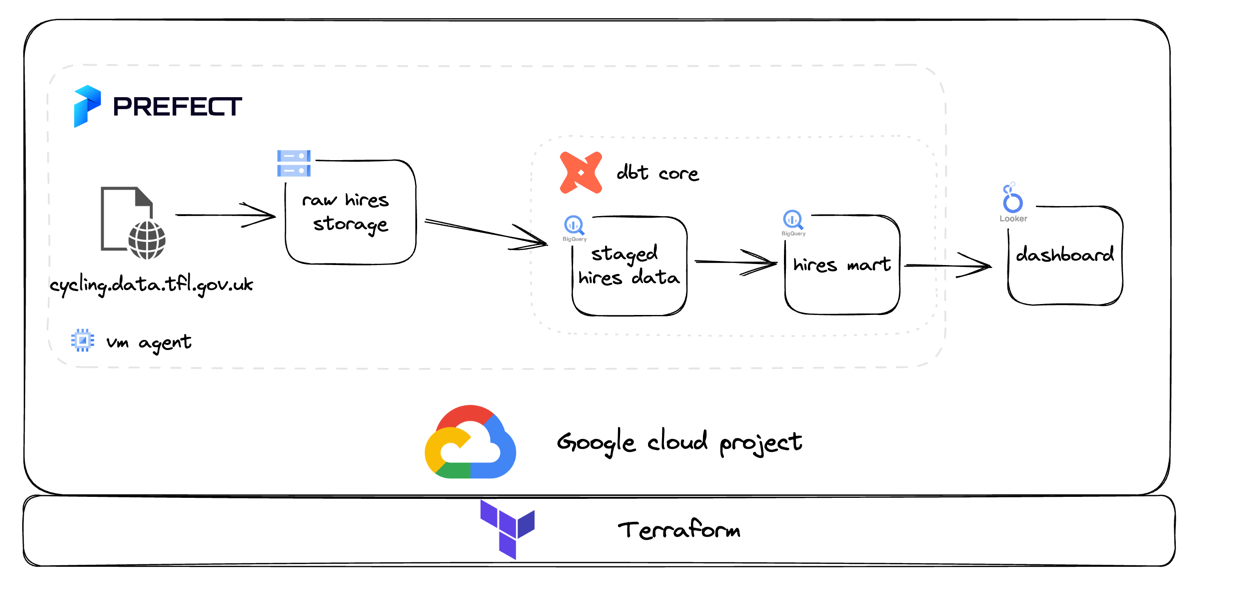 PREFECT
dbt core
raw hires
storage
BigQuery
staged
hires data
BigQuery
hires mart
Looker
dashboard
cycling.data.tfl.gov.uk
vm agent
Google cloud project
Terraform